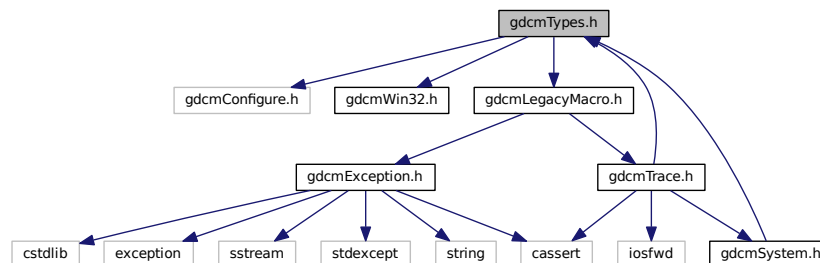 gdcmTypes.h
gdcmConfigure.h
gdcmWin32.h
gdcmLegacyMacro.h
gdcmException.h
gdcmTrace.h
cstdlib
exception
sstream
stdexcept
string
cassert
iosfwd
gdcmSystem.h